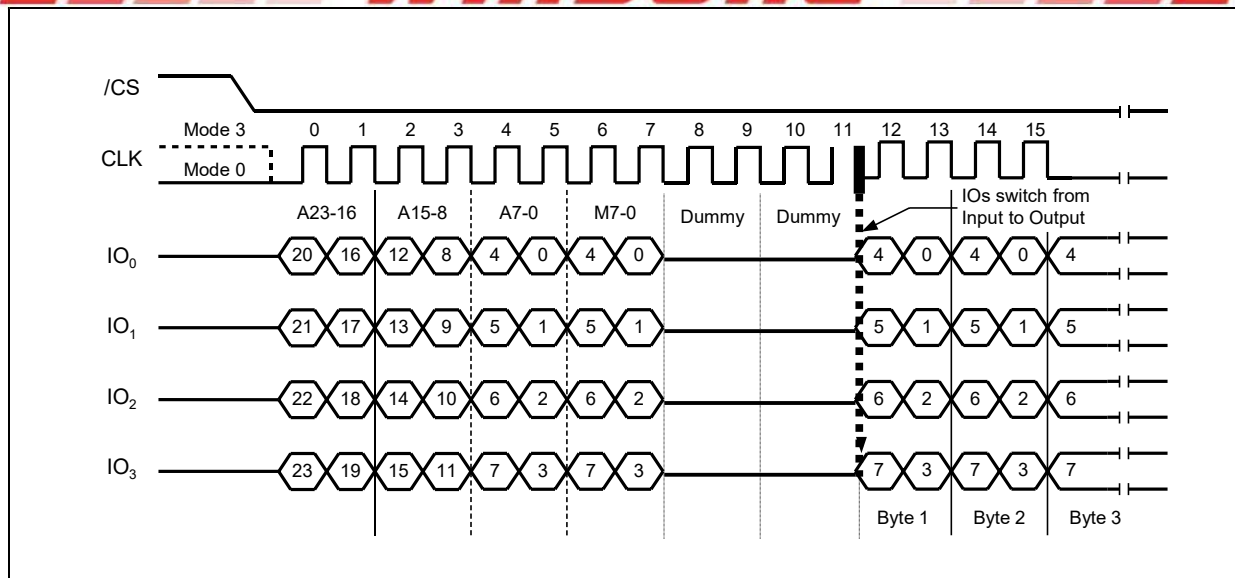 /CS
Mode 3 0 1 2 3 4 5 6 7 8 9 10 11 12 13 14 15
CLK
Mode 0
A23-16 A15-8 A7-0 M7-0 Dummy Dummy
IOs switch from
Input to Output
IO0 20 16 12 8 4 0 4 0 4 0 4 0 4
IO1 21 17 13 9 5 1 5 1 5 1 5 1 5
IO2 22 18 14 10 6 2 6 2 6 2 6 2 6
IO3 23 19 15 11 7 3 7 3 7 3 7 3 7
Byte 1 Byte 2 Byte 3